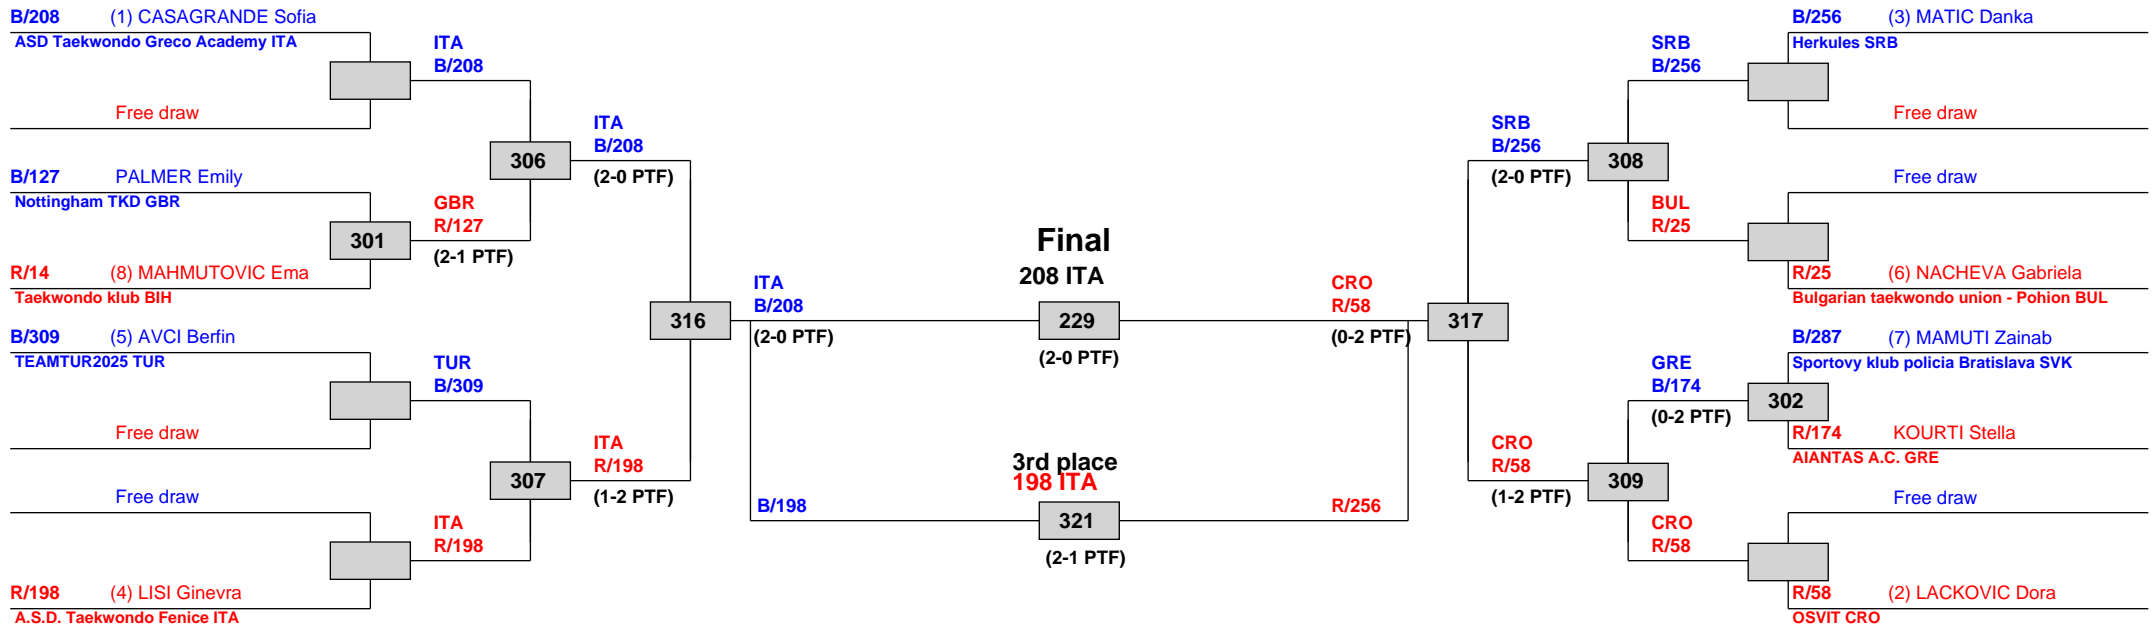 B/208 (1) CASAGRANDE Sofia
ASD Taekwondo Greco Academy ITA
Free draw
B/127 PALMER Emily
Nottingham TKD GBR
R/14 (8) MAHMUTOVIC Ema
Taekwondo klub BIH
B/309 (5) AVCI Berfin
TEAMTUR2025 TUR
Free draw
Free draw
R/198 (4) LISI Ginevra
A.S.D. Taekwondo Fenice ITA
301
ITA
B/208
GBR
R/127
(2-1 PTF)
TUR
B/309
ITA
R/198
306
307
ITA
B/208
(2-0 PTF)
ITA
R/198
(1-2 PTF)
316
ITA
B/208
(2-0 PTF)
B/198
Final
208 ITA
229
(2-0 PTF)
3rd place
198 ITA
321
(2-1 PTF)
CRO
R/58
(0-2 PTF)
R/256
317
SRB
B/256
(2-0 PTF)
CRO
R/58
(1-2 PTF)
308
309
SRB
B/256
BUL
R/25
GRE
B/174
(0-2 PTF)
CRO
R/58
302
B/256 (3) MATIC Danka
Herkules SRB
Free draw
Free draw
R/25 (6) NACHEVA Gabriela
Bulgarian taekwondo union - Pohion BUL
B/287 (7) MAMUTI Zainab
Sportovy klub policia Bratislava SVK
R/174 KOURTI Stella
AIANTAS A.C. GRE
Free draw
R/58 (2) LACKOVIC Dora
OSVIT CRO